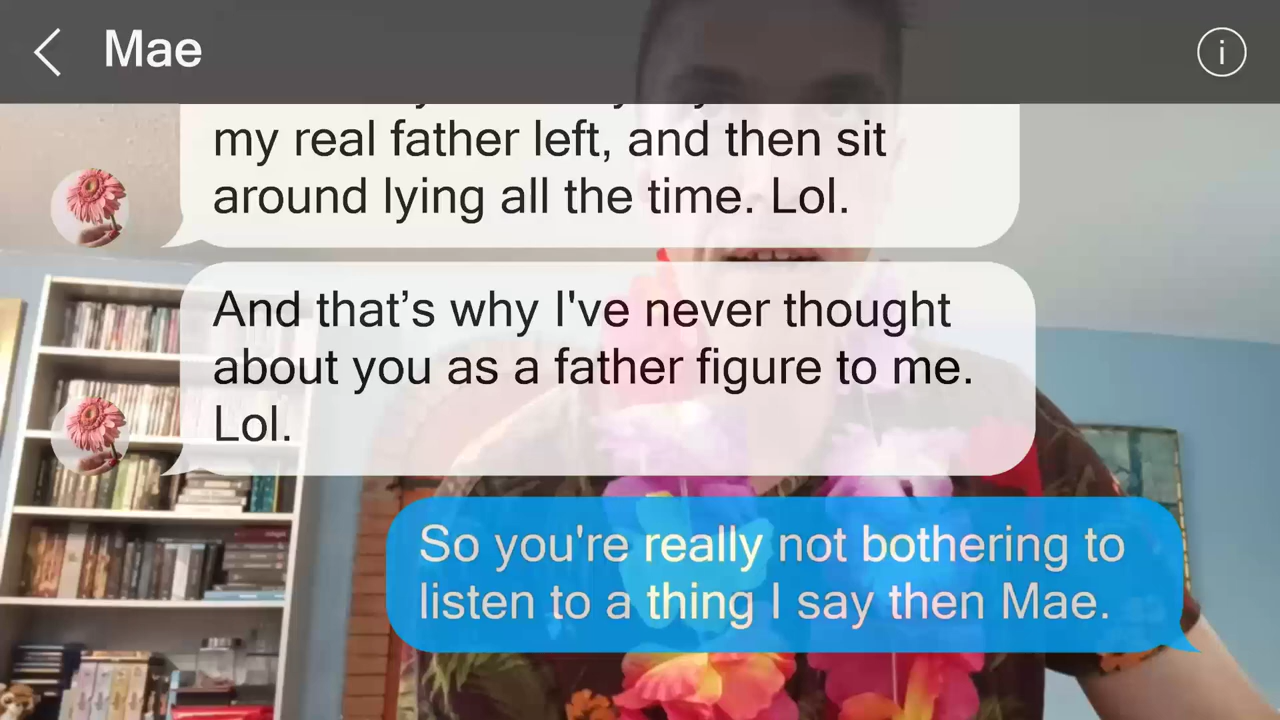 Mae
my real father left, and then sit
around lying all the time. Lol.
And that’s why I've never thought
about you as a father figure to me.
Lol.
So you're really not bothering to
listen to a thing I say then Mae.